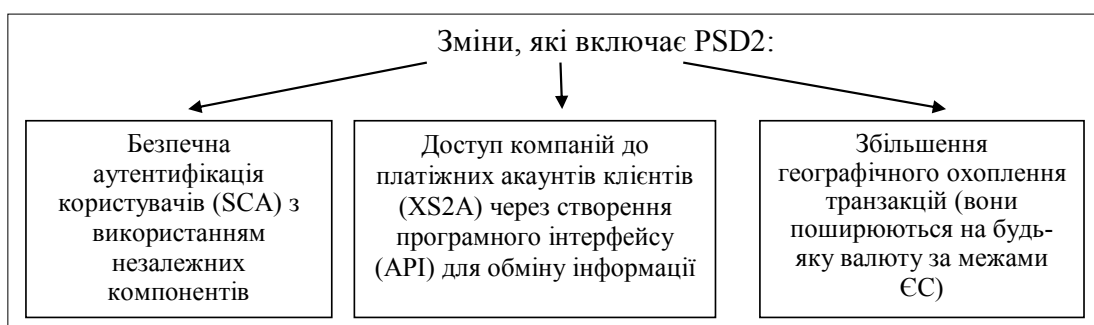 Зміни, які включає PSD2:
Безпечна
аутентифікація
користувачів (SCA) з
використанням
незалежних
компонентів
Доступ компаній до
платіжних акаунтів клієнтів
(XS2A) через створення
програмного інтерфейсу
(API) для обміну інформації
Збільшення
географічного охоплення
транзакцій (вони
поширюються на будь-
яку валюту за межами
ЄС)